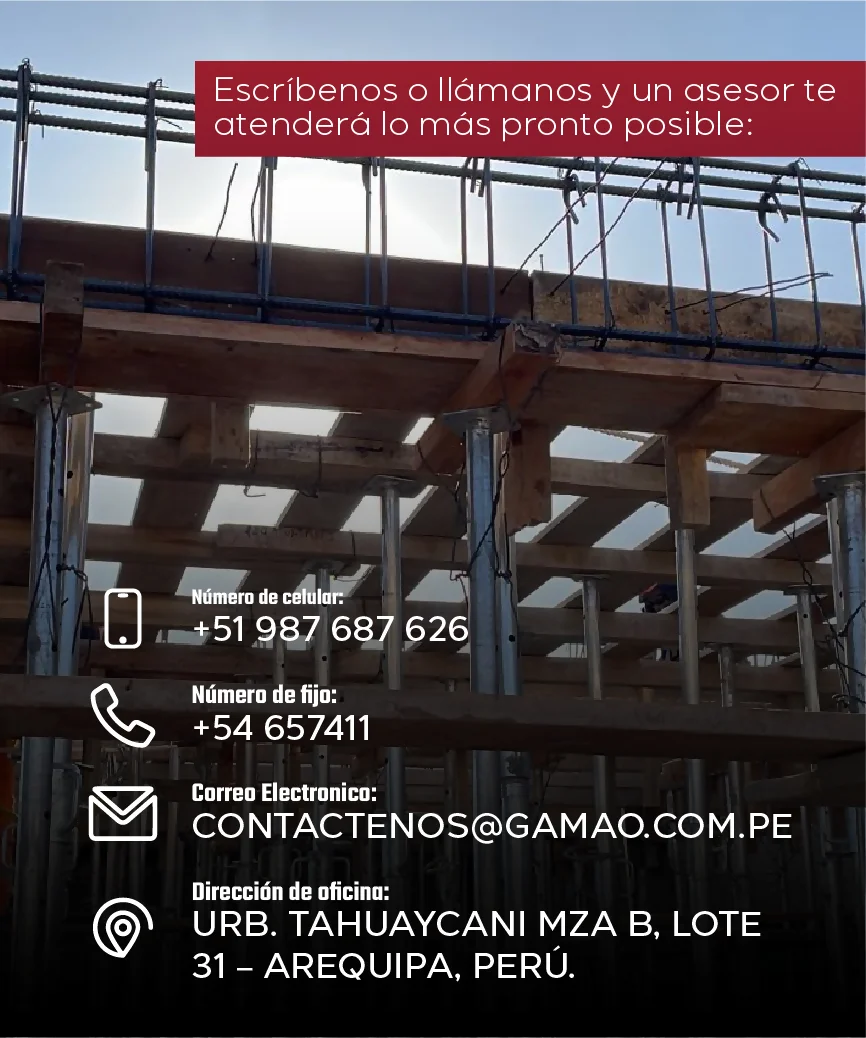 Escríbenos o llámanos y un asesor te
atenderá lo más pronto posible:
Número de celular:
+51 987 687 626
Número de fijo:
+54 657411
Correo Electronico:
CONTACTENOS@GAMAO.COM.PE
Dirección de oficina:
URB. TAHUAYCANI MZA B, LOTE
31 – AREQUIPA, PERÚ.